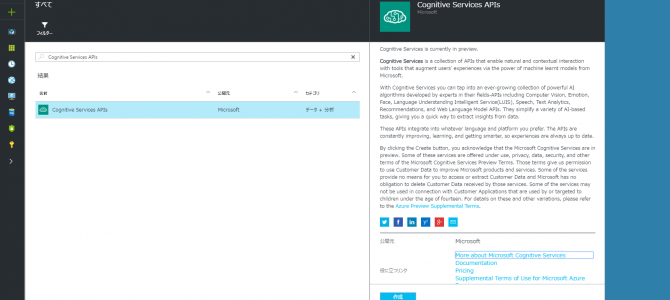 すべて
フィルター
Cognitive Services APIs
結果
名前
公開元
カテゴリ
Cognitive Services APIs
Microsoft
データ + 分析
Cognitive Services APIs
Microsoft
Cognitive Services is currently in preview.
Cognitive Services is a collection of APIs that enable natural and contextual interaction
with tools that augment users' experiences via the power of machine learnt models from
Microsoft.
With Cognitive Services you can tap into an ever-growing collection of powerful AI
algorithms developed by experts in their fields-APIs including Computer Vision, Emotion,
Face, Language Understanding Intelligent Service(LUIS), Speech, Text Analytics,
Recommendations, and Web Language Model APIs. They simplify a variety of AI-based
tasks, giving you a quick way to extract insights from data.
These APIs integrate into whatever language and platform you prefer. The APIs are
constantly improving, learning, and getting smarter, so experiences are always up to date.
By clicking the Create button, you acknowledge that the Microsoft Cognitive Services are in
preview. Some of these services are offered under use, privacy, data, security, and other
terms of the Microsoft Cognitive Services Preview Terms. Those terms give us permission
to use Customer Data to improve Microsoft products and services. Some of the services
provide no means for you to access or extract Customer Data and Microsoft has no
obligation to delete Customer Data received by those services. Some of the services may
not be used in connection with Customer Applications that are used by or targeted to
children under the age of fourteen. For details on these and other variations, please refer
to the Azure Preview Supplemental Terms.
公開元
Microsoft
役に立つリンク
More about Microsoft Cognitive Services
Documentation
Pricing
Supplemental Terms of Use for Microsoft Azure
作成